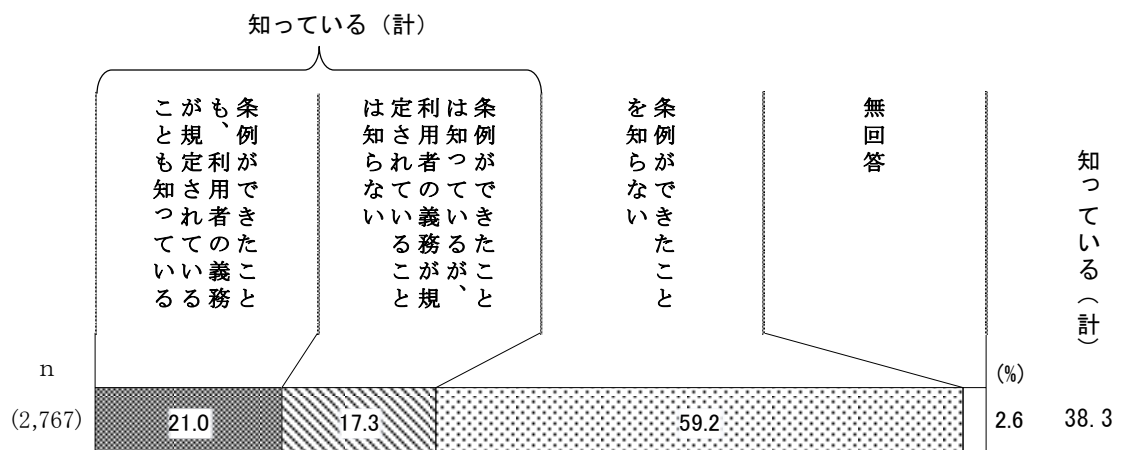 知っている（計）
条例ができたこと
も、利用者の義務
が規定されている
ことも知っている
条例ができたこと
は知っているが、
利用者の義務が規
定されていること
は知らない
条例ができたこと
を知らない
無回答
知っている（計）
n
(%)
(2,767)
21.0
17.3
59.2
2.6
38.3